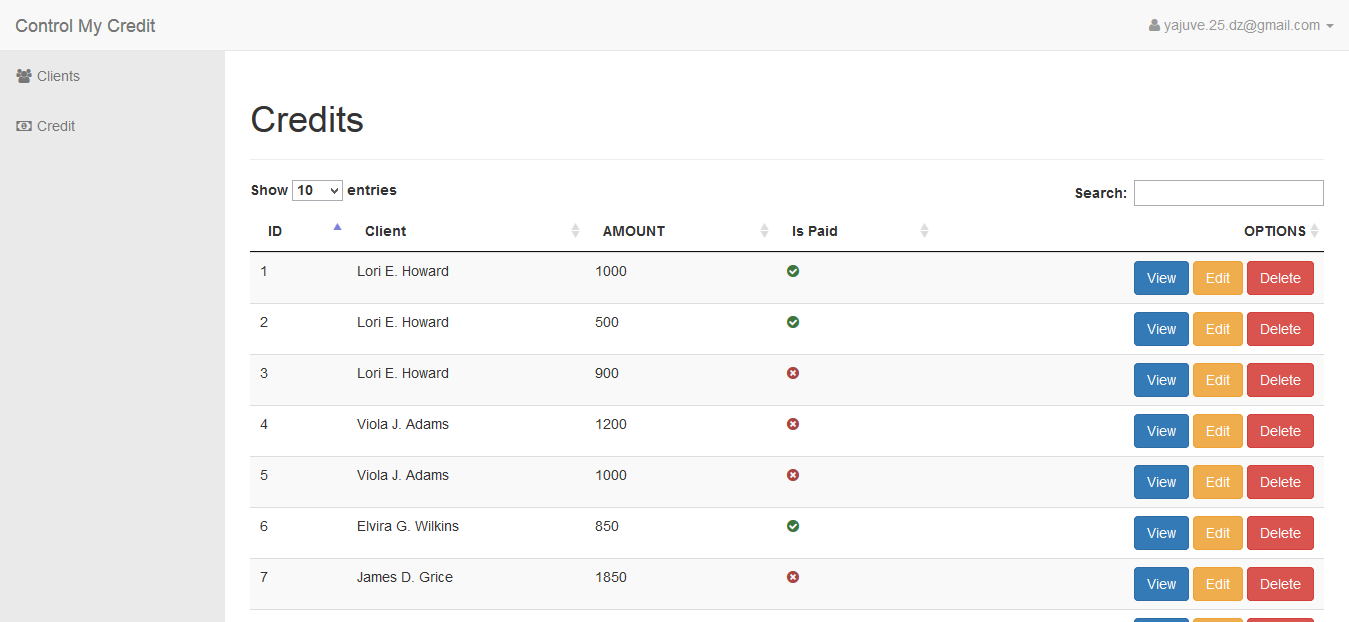 Control My Credit
yajuve.25.dz@gmail.com
Clients
Credit
Credits
Show 10 entries
Search:
ID Client AMOUNT Is Paid OPTIONS
1 Lori E. Howard 1000 View Edit Delete
2 Lori E. Howard 500 View Edit Delete
3 Lori E. Howard 900 View Edit Delete
4 Viola J. Adams 1200 View Edit Delete
5 Viola J. Adams 1000 View Edit Delete
6 Elvira G. Wilkins 850 View Edit Delete
7 James D. Grice 1850 View Edit Delete